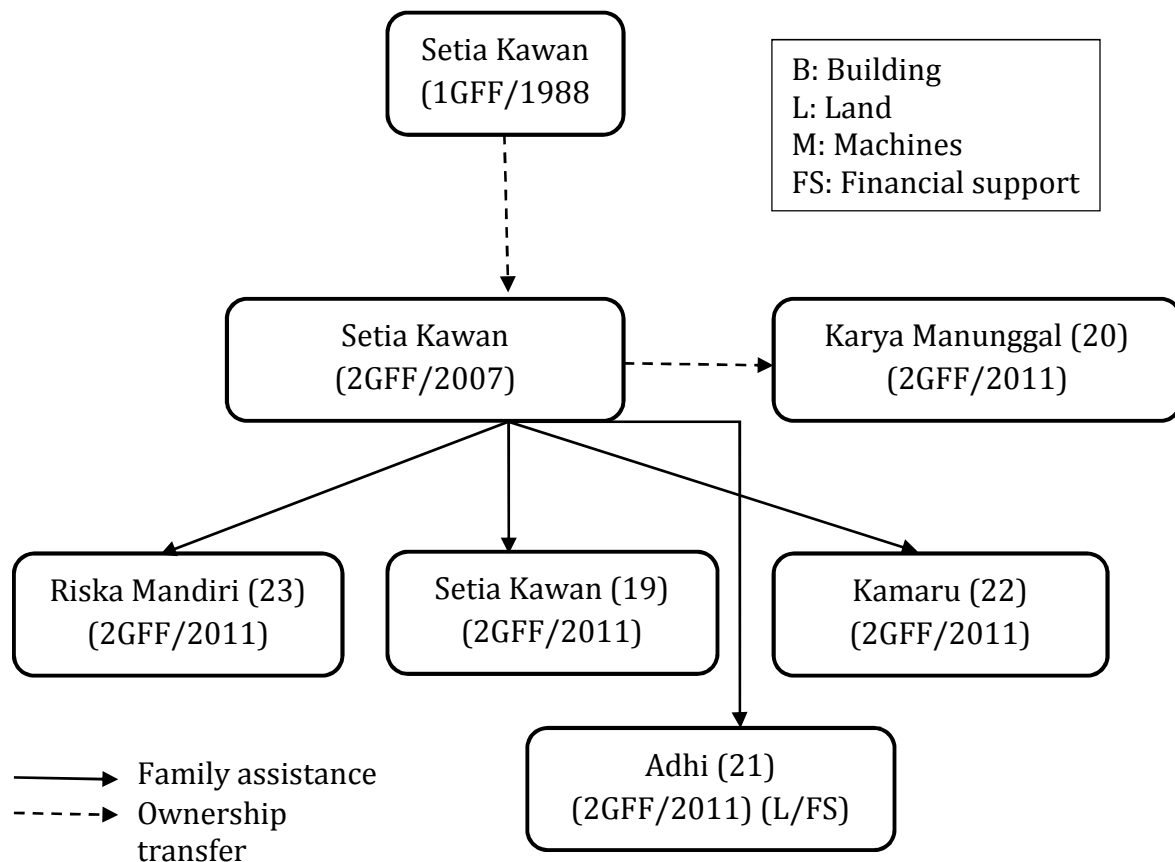 Setia Kawan
(1GFF/1988
B: Building
L: Land
M: Machines
FS: Financial support
Setia Kawan
(2GFF/2007)
Karya Manunggal (20)
(2GFF/2011)
Riska Mandiri (23)
(2GFF/2011)
Setia Kawan (19)
(2GFF/2011)
Kamaru (22)
(2GFF/2011)
Adhi (21)
(2GFF/2011) (L/FS)
Family assistance
Ownership
transfer